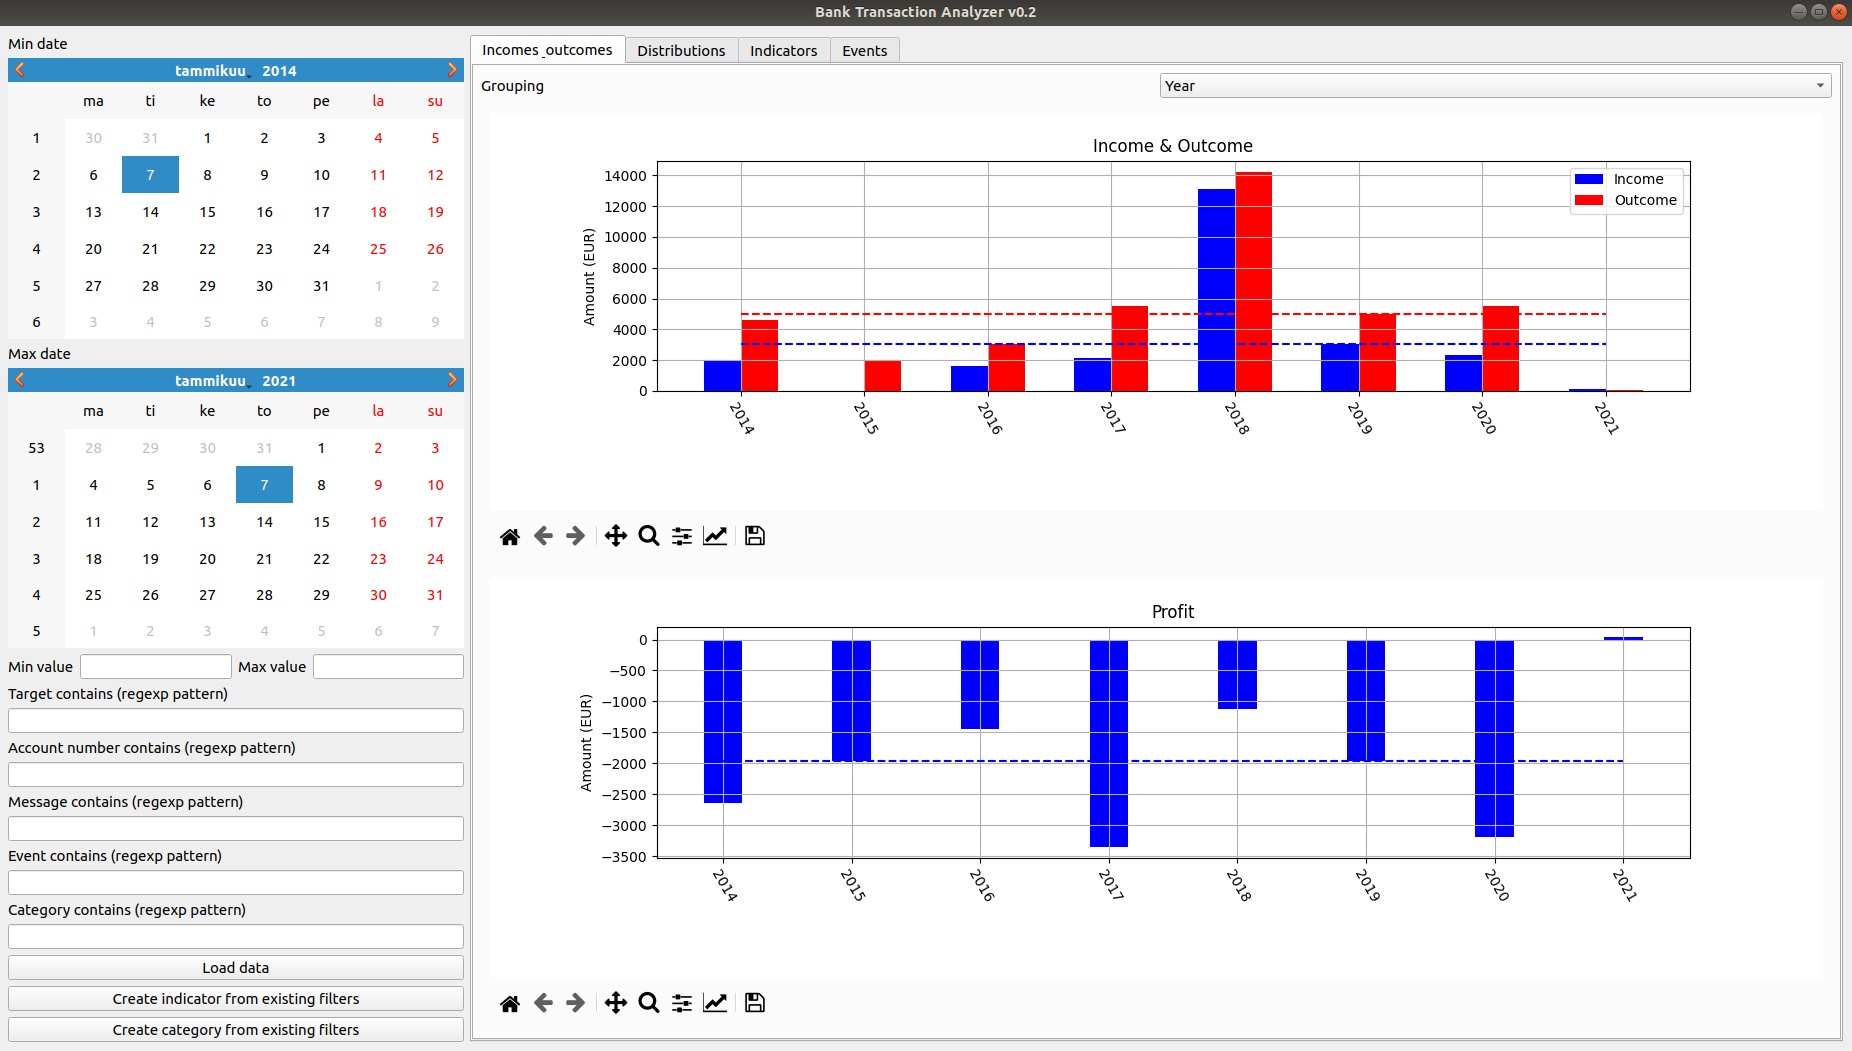 Bank Transaction Analyzer v0.2
Min date
tammikuu 2014
ma ti ke to pe la su
1 30 31 1 2 3 4 5
2 6 7 8 9 10 11 12
3 13 14 15 16 17 18 19
4 20 21 22 23 24 25 26
5 27 28 29 30 31 1 2
6 3 4 5 6 7 8 9
Max date
tammikuu 2021
ma ti ke to pe la su
53 28 29 30 31 1 2 3
1 4 5 6 7 8 9 10
2 11 12 13 14 15 16 17
3 18 19 20 21 22 23 24
4 25 26 27 28 29 30 31
5 1 2 3 4 5 6 7
Min value Max value
Target contains (regexp pattern)
Account number contains (regexp pattern)
Message contains (regexp pattern)
Event contains (regexp pattern)
Category contains (regexp pattern)
Load data
Create indicator from existing filters
Create category from existing filters
Incomes_outcomes Distributions Indicators Events
Grouping Year
Income & Outcome
Amount (EUR)
14000
12000
10000
8000
6000
4000
2000
0
Income
Outcome
2014 2015 2016 2017 2018 2019 2020 2021
Profit
Amount (EUR)
0
−500
−1000
−1500
−2000
−2500
−3000
−3500
2014 2015 2016 2017 2018 2019 2020 2021